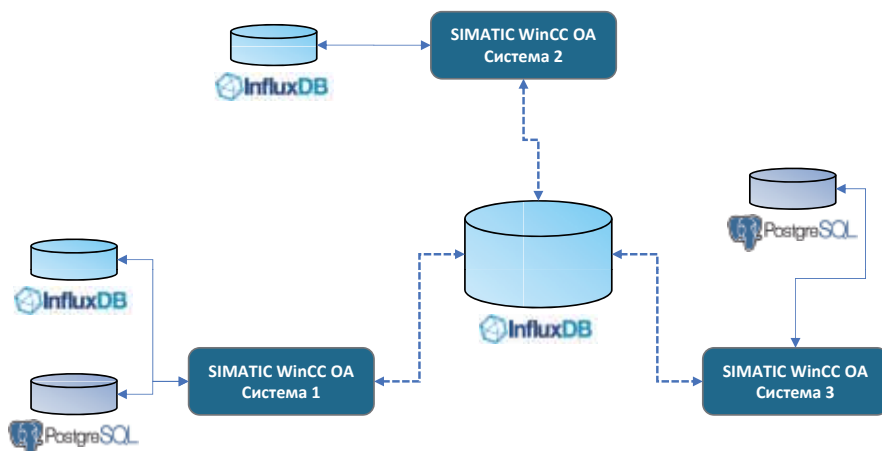 SIMATIC WinCC OA
Система 2
InfluxDB
PostgreSQL
InfluxDB
InfluxDB
SIMATIC WinCC OA
Система 1
SIMATIC WinCC OA
Система 3
PostgreSQL